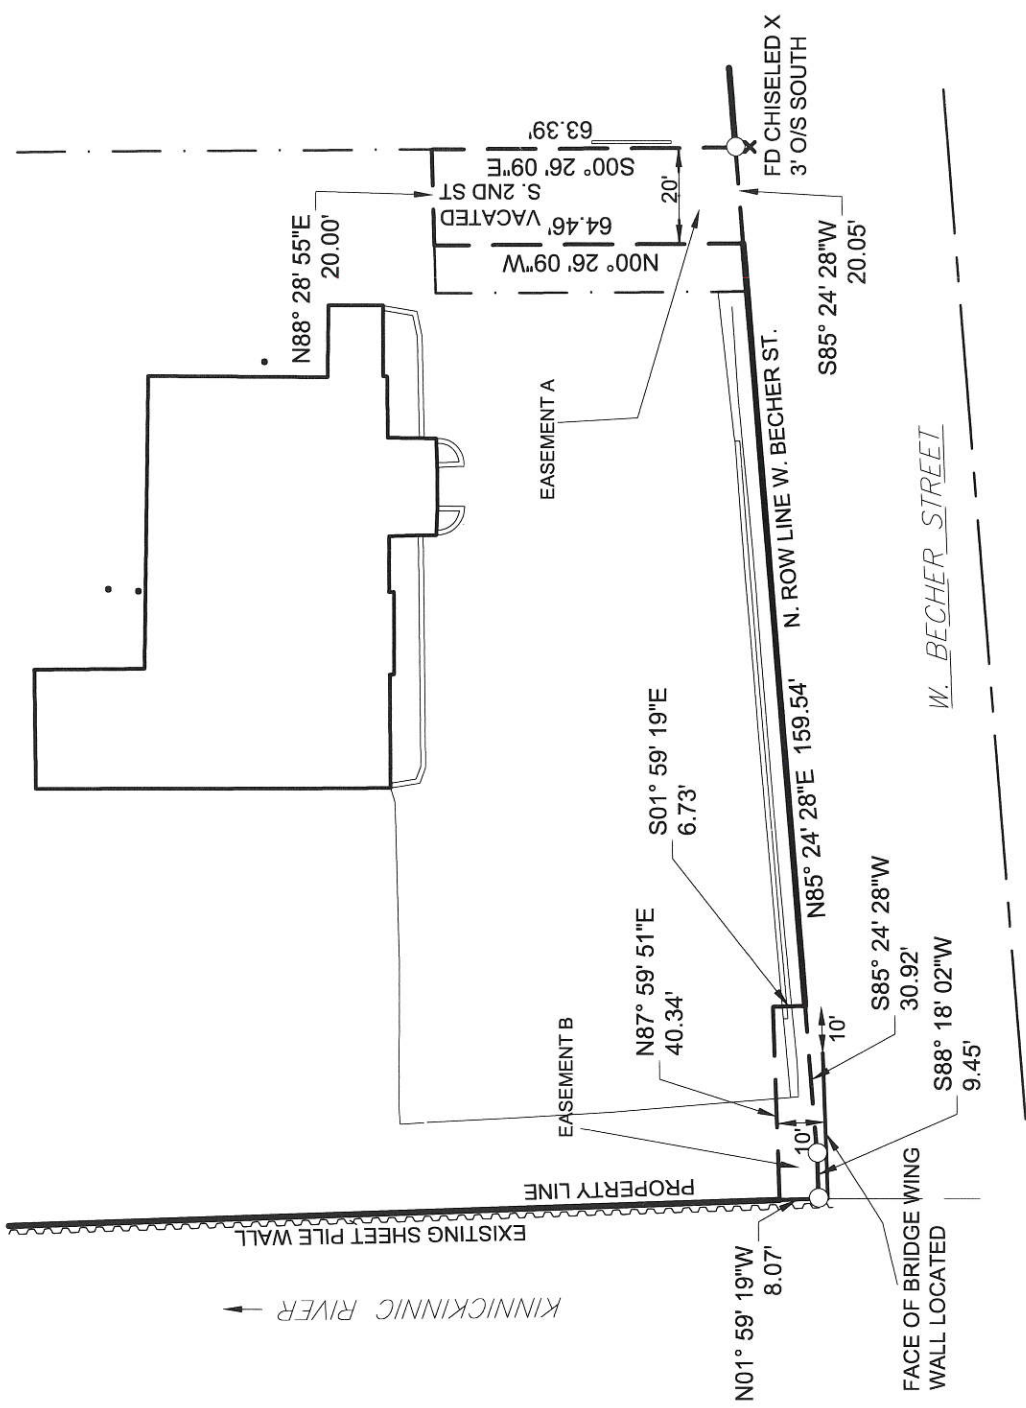 FD CHISELED X
3' O/S SOUTH
63.39'
S00° 26' 09"E
VACATED
S. 2ND ST
20'
64.46'
N00° 26' 09"W
N88° 28' 55"E
20.00'
S85° 24' 28"W
20.05'
EASEMENT A
N. ROW LINE W. BECHER ST.
N85° 24' 28"E 159.54'
W. BECHER STREET
S01° 59' 19"E
6.73'
N87° 59' 51"E
40.34'
S85° 24' 28"W
30.92'
S88° 18' 02"W
9.45'
10'
10'
EASEMENT B
PROPERTY LINE
EXISTING SHEET PILE WALL
KINNICKINNIC RIVER
N01° 59' 19"W
8.07'
FACE OF BRIDGE WING
WALL LOCATED